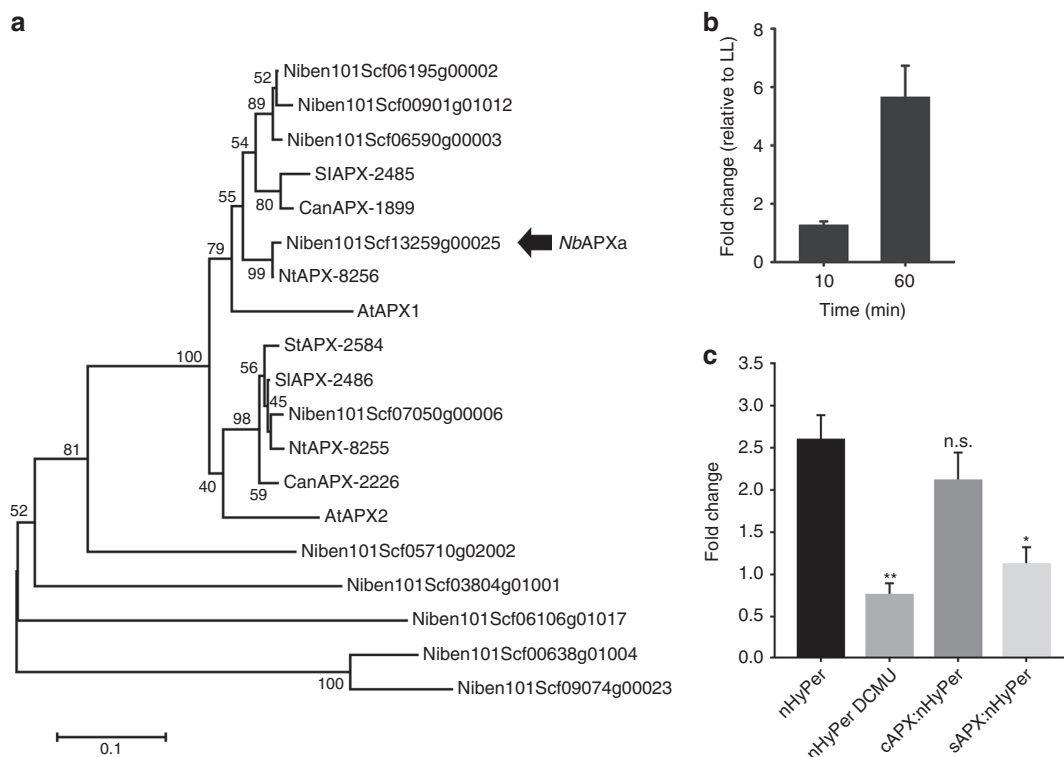 a
52
Niben101Scf06195g00002
89
Niben101Scf00901g01012
Niben101Scf06590g00003
54
SlAPX-2485
80
CanAPX-1899
55
Niben101Scf13259g00025
NbAPXa
79
99
NtAPX-8256
AtAPX1
100
StAPX-2584
56
SlAPX-2486
45
Niben101Scf07050g00006
98
NtAPX-8255
81
CanAPX-2226
59
40
AtAPX2
52
Niben101Scf05710g02002
Niben101Scf03804g01001
Niben101Scf06106g01017
Niben101Scf00638g01004
100
Niben101Scf09074g00023
0.1
b
Fold change (relative to LL)
8
6
4
2
0
10 60
Time (min)
c
Fold change
3.5
3.0
2.5
2.0
1.5
1.0
0.5
0.0
**
n.s.
*
nHyPer
nHyPer DCMU
cAPX:nHyPer
sAPX:nHyPer